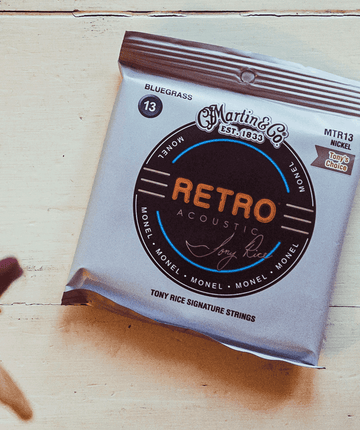 BLUEGRASS
13
C.F. Martin & Co.
EST. 1833
MTR13
NICKEL
Tony's
Choice
MONEL
MONEL
RETRO
ACOUSTIC
Tony Rice
MONEL • MONEL • MONEL • MONEL • MONEL
TONY RICE SIGNATURE STRINGS